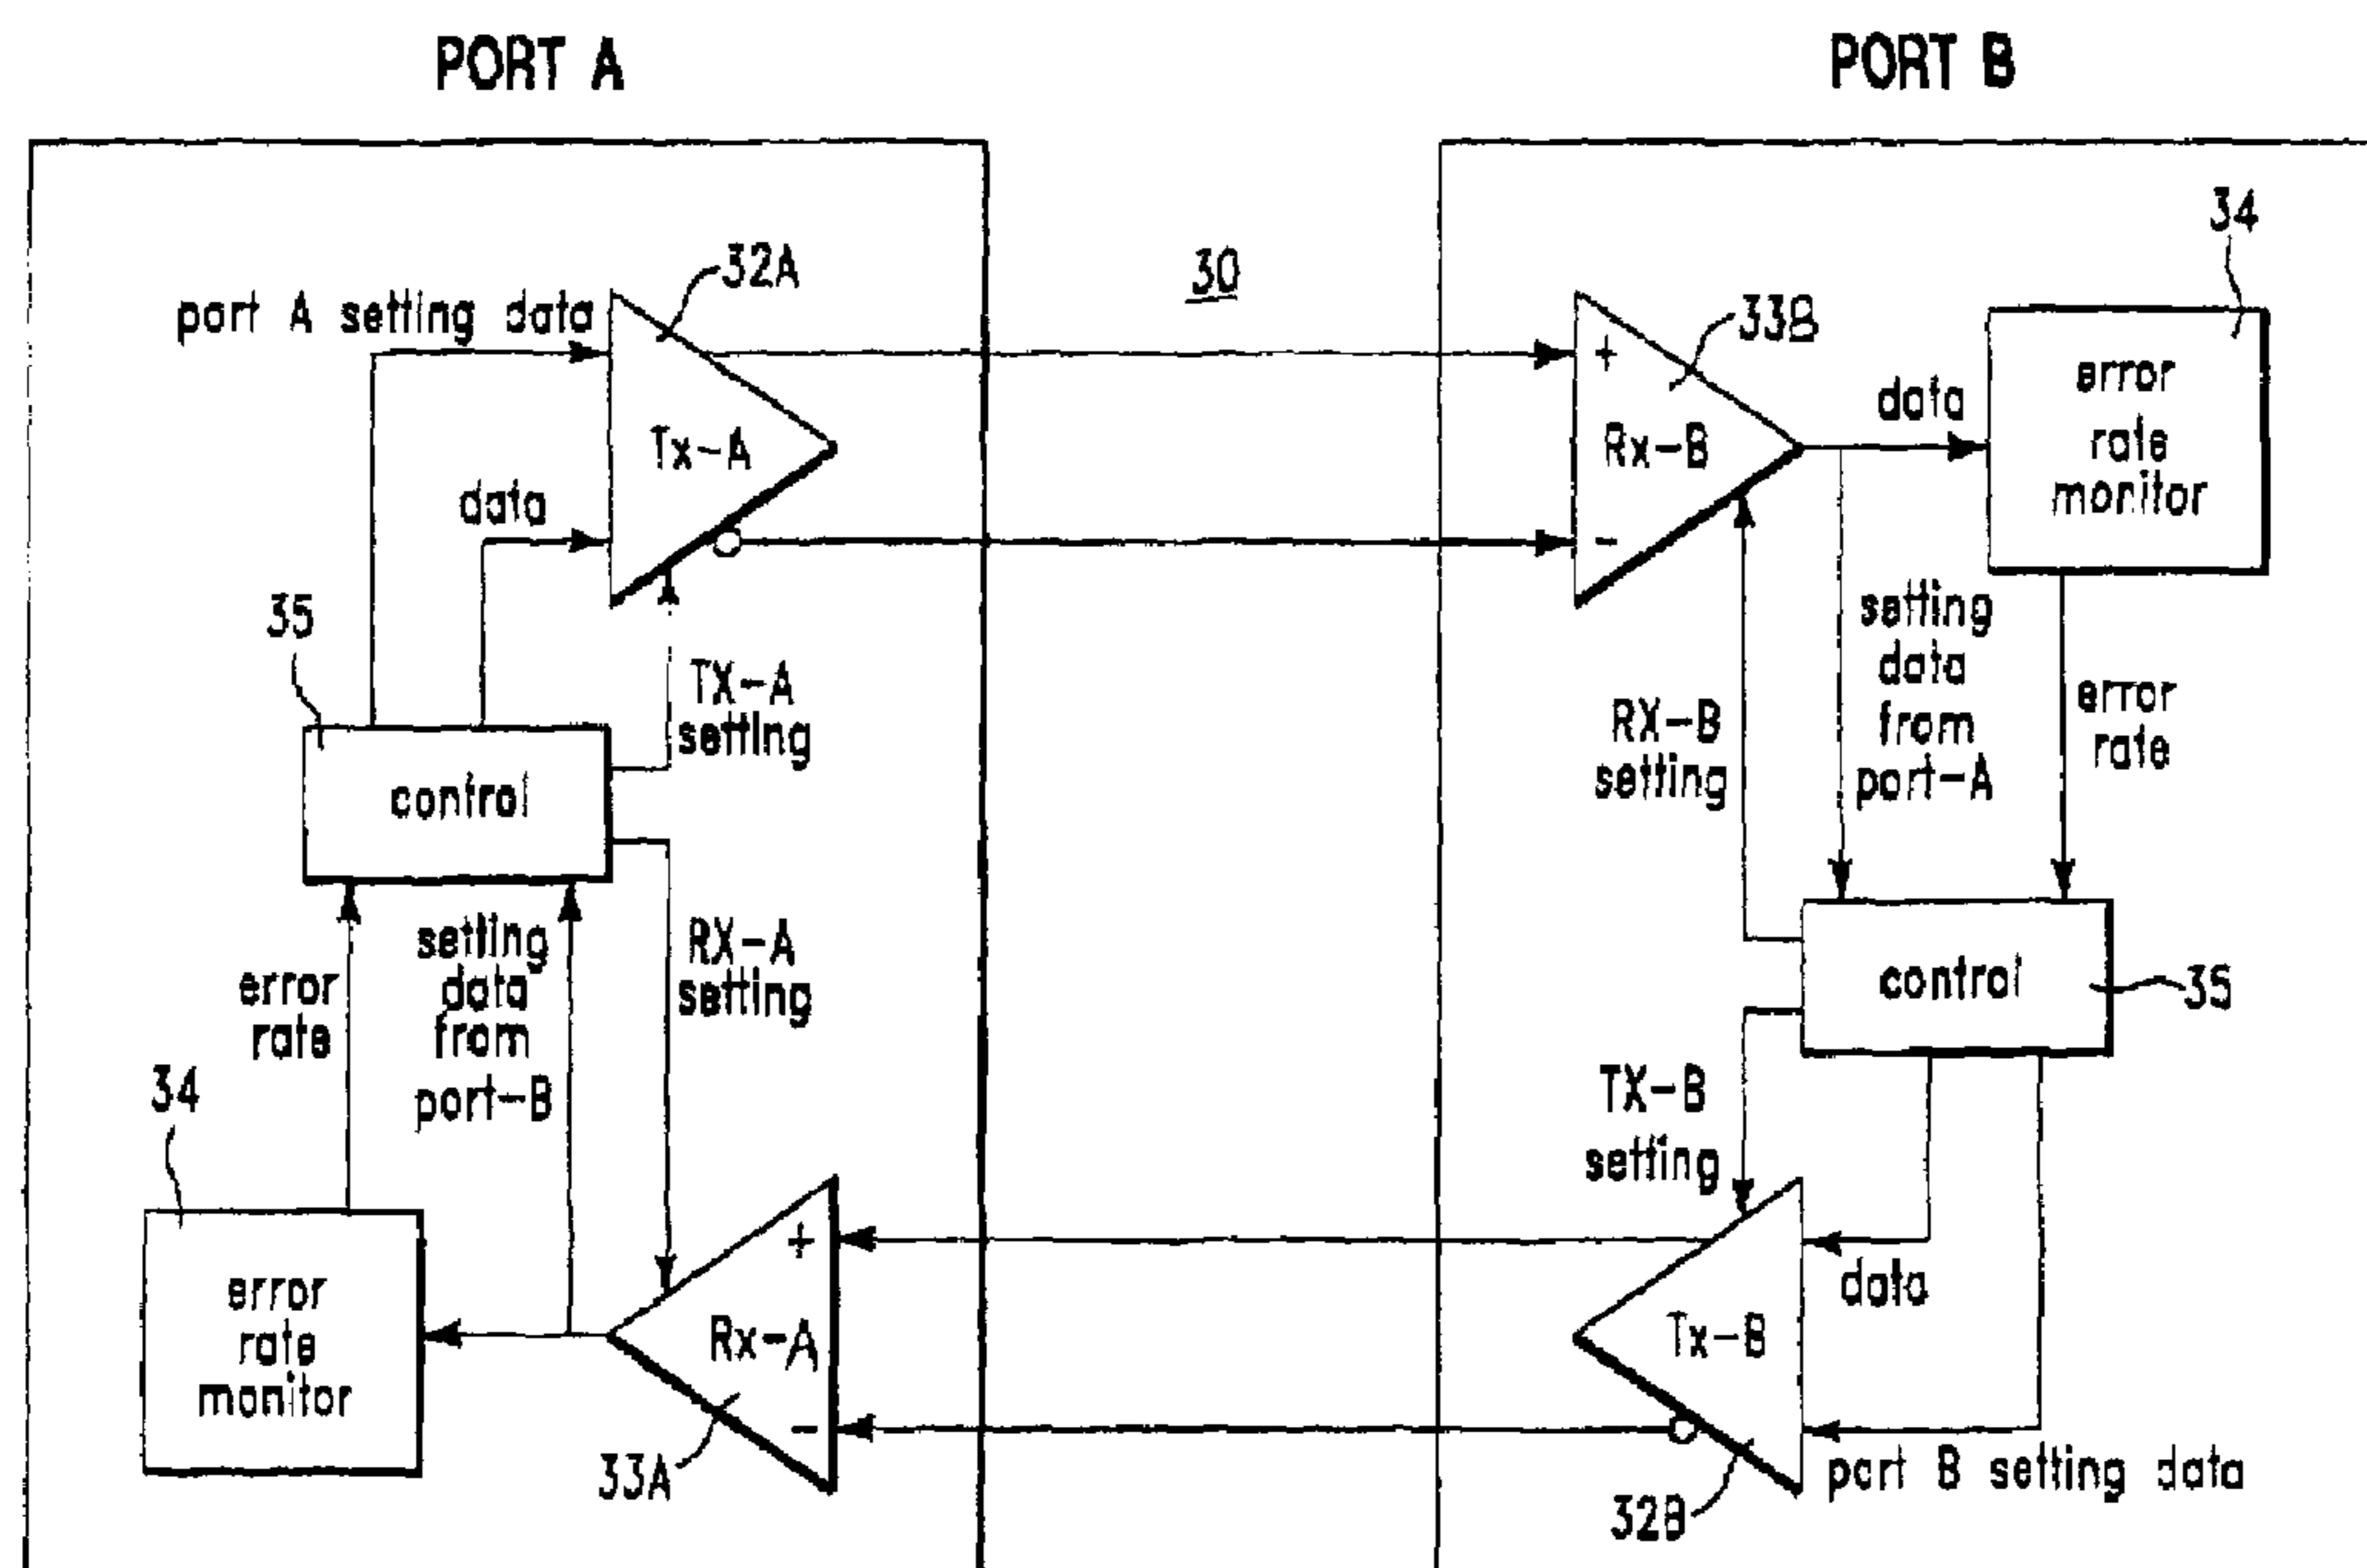 PORT A
PORT B
34
32A
30
part A setting data
33B
+
error
rate
monitor
data
Tx-A
Rx-B
data
-
35
setting
data
from
port-A
TX-A
setting
RX-B
setting
error
rate
control
setting
data
from
port-B
RX-A
setting
error
rate
control
35
34
TX-B
setting
+
data
error
rate
monitor
Rx-A
Tx-B
-
33A
port B setting data
32B